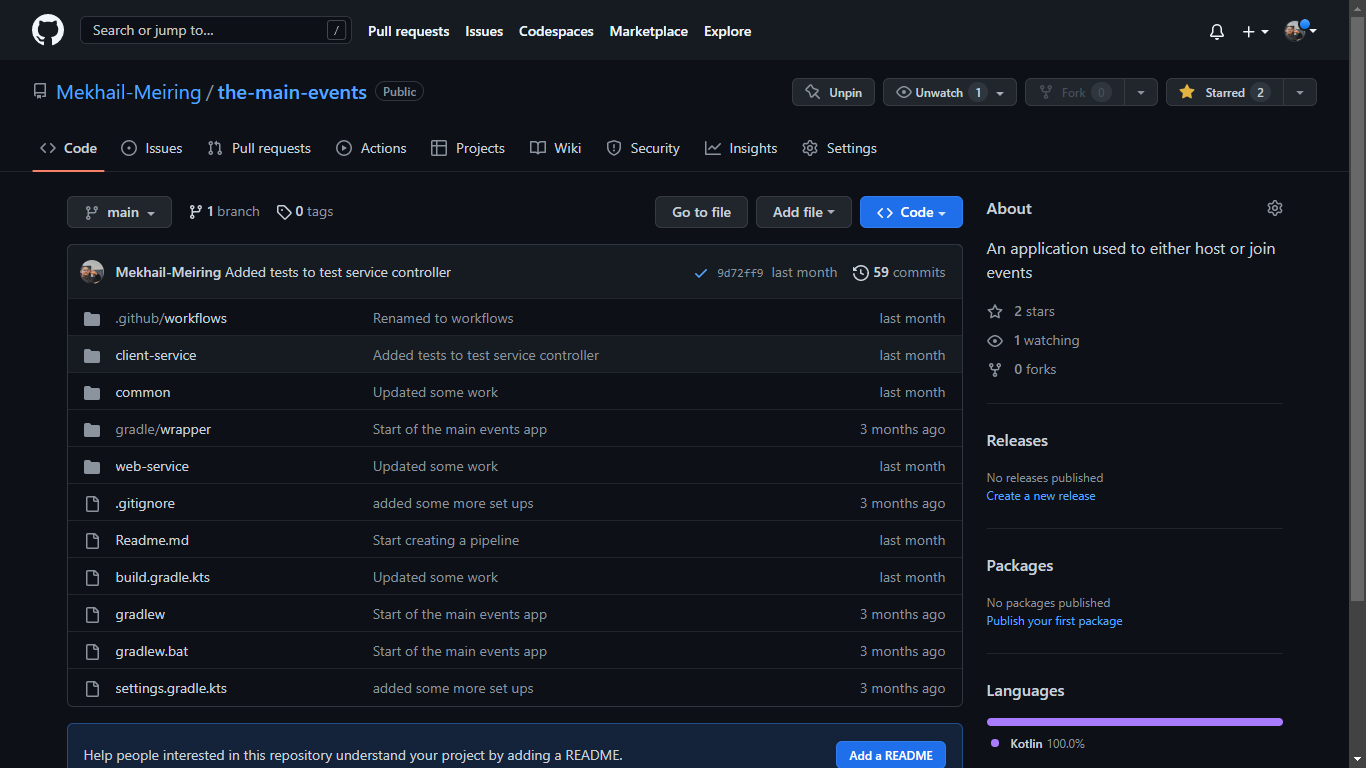 Search or jump to... /
Pull requests Issues Codespaces Marketplace Explore
Mekhail-Meiring / the-main-events Public
Unpin Unwatch 1 Fork 0 Starred 2
Code Issues Pull requests Actions Projects Wiki Security Insights Settings
main 1 branch 0 tags Go to file Add file Code
Mekhail-Meiring Added tests to test service controller 9d72ff9 last month 59 commits
.github/workflows Renamed to workflows last month
client-service Added tests to test service controller last month
common Updated some work last month
gradle/wrapper Start of the main events app 3 months ago
web-service Updated some work last month
.gitignore added some more set ups 3 months ago
Readme.md Start creating a pipeline last month
build.gradle.kts Updated some work last month
gradlew Start of the main events app 3 months ago
gradlew.bat Start of the main events app 3 months ago
settings.gradle.kts added some more set ups 3 months ago
Help people interested in this repository understand your project by adding a README. Add a README
About
An application used to either host or join
events
2 stars
1 watching
0 forks
Releases
No releases published
Create a new release
Packages
No packages published
Publish your first package
Languages
Kotlin 100.0%